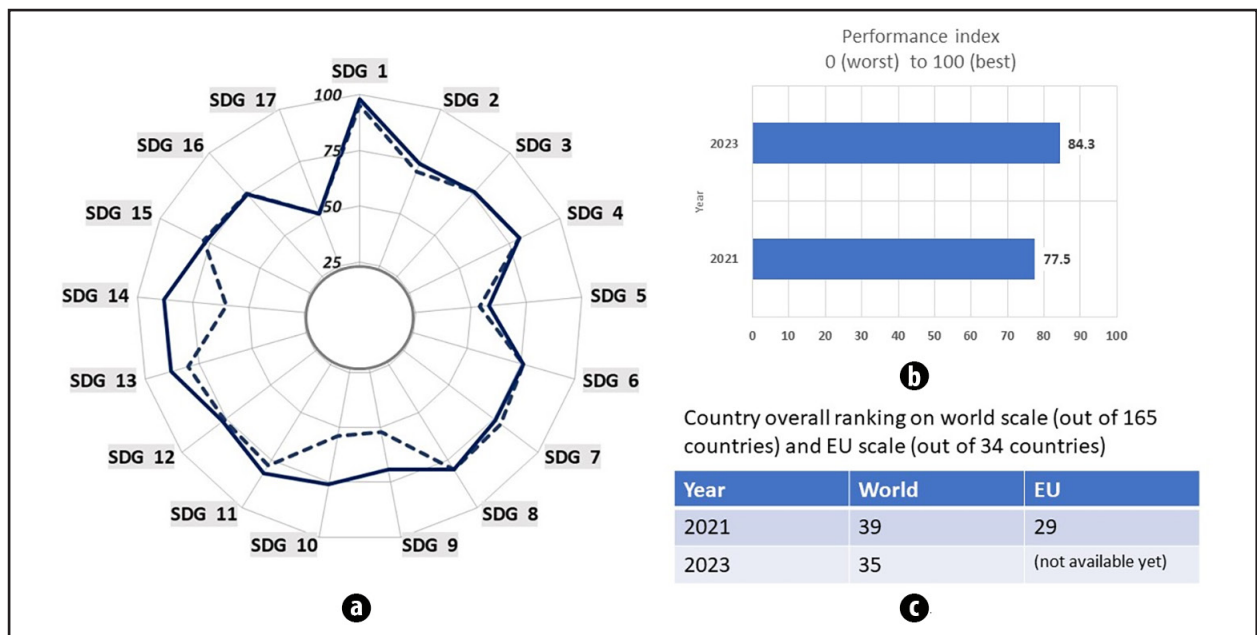 SDG 1
SDG 2
SDG 3
SDG 4
SDG 5
SDG 6
SDG 7
SDG 8
SDG 9
SDG 10
SDG 11
SDG 12
SDG 13
SDG 14
SDG 15
SDG 16
SDG 17
100
75
50
25
a
Performance index
0 (worst) to 100 (best)
Year
2023
84.3
2021
77.5
0 10 20 30 40 50 60 70 80 90 100
b
Country overall ranking on world scale (out of 165
countries) and EU scale (out of 34 countries)
Year World EU
2021 39 29
2023 35 (not available yet)
c